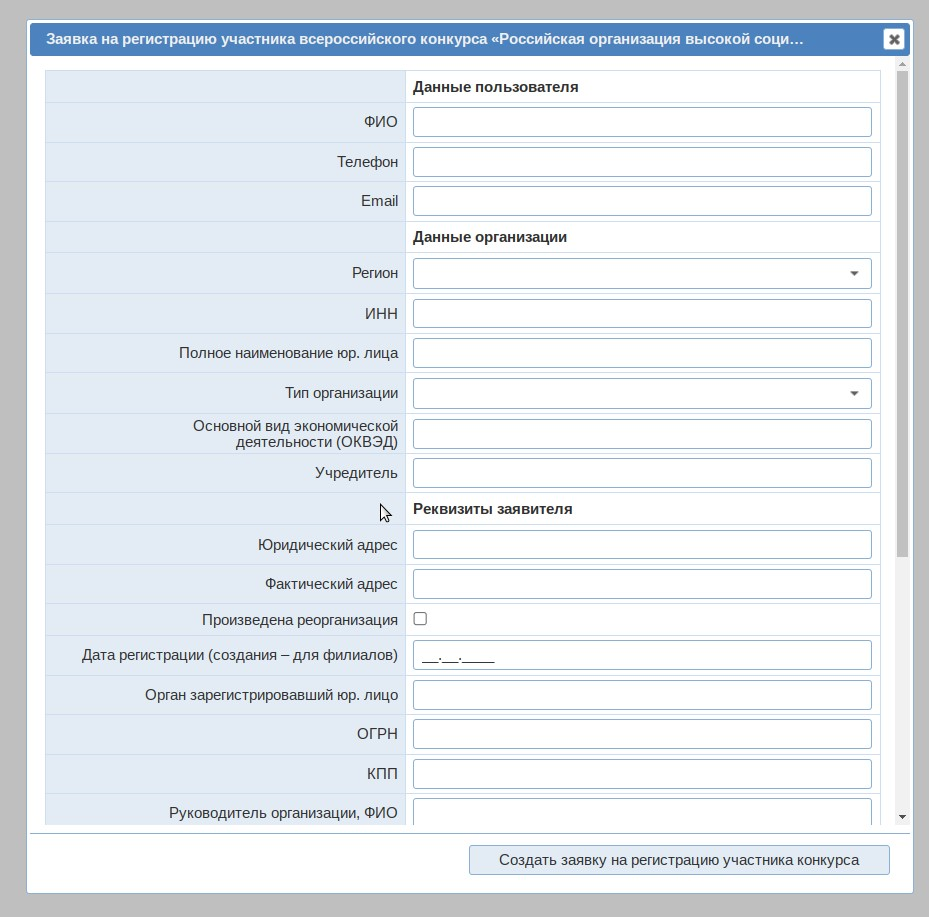 Заявка на регистрацию участника всероссийского конкурса «Российская организация высокой соци…
Данные пользователя
ФИО
Телефон
Email
Данные организации
Регион
ИНН
Полное наименование юр. лица
Тип организации
Основной вид экономической
деятельности (ОКВЭД)
Учредитель
Реквизиты заявителя
Юридический адрес
Фактический адрес
Произведена реорганизация
Дата регистрации (создания – для филиалов)
__.__.____
Орган зарегистрировавший юр. лицо
ОГРН
КПП
Руководитель организации, ФИО
Создать заявку на регистрацию участника конкурса